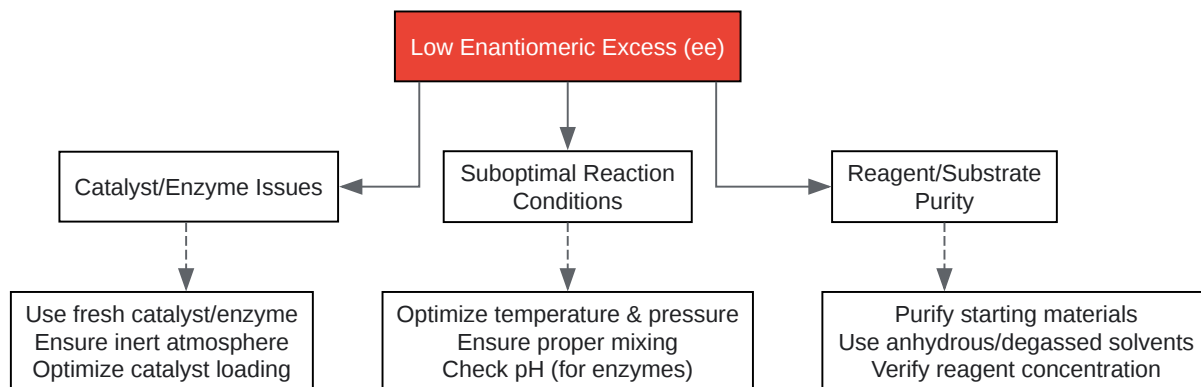 Low Enantiomeric Excess (ee)
Catalyst/Enzyme Issues
Suboptimal Reaction
Conditions
Reagent/Substrate
Purity
Use fresh catalyst/enzyme
Ensure inert atmosphere
Optimize catalyst loading
Optimize temperature & pressure
Ensure proper mixing
Check pH (for enzymes)
Purify starting materials
Use anhydrous/degassed solvents
Verify reagent concentration